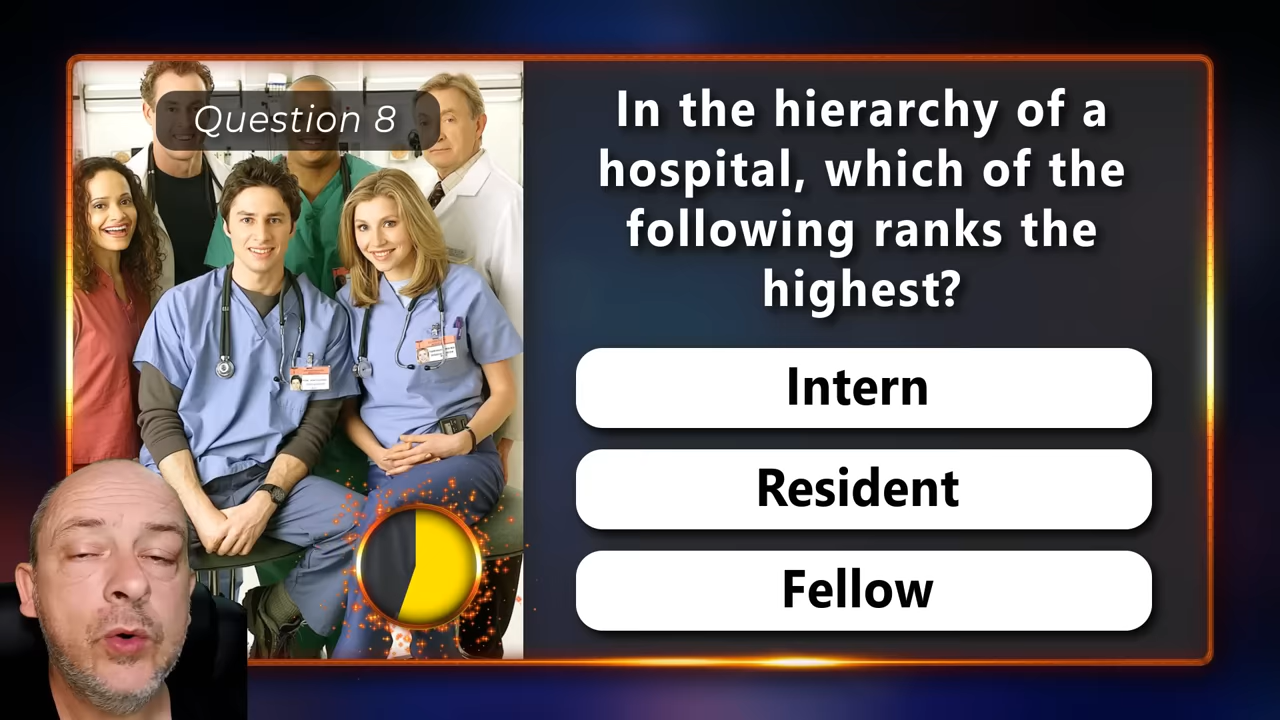 Question 8
In the hierarchy of a
hospital, which of the
following ranks the
highest?
Intern
Resident
Fellow